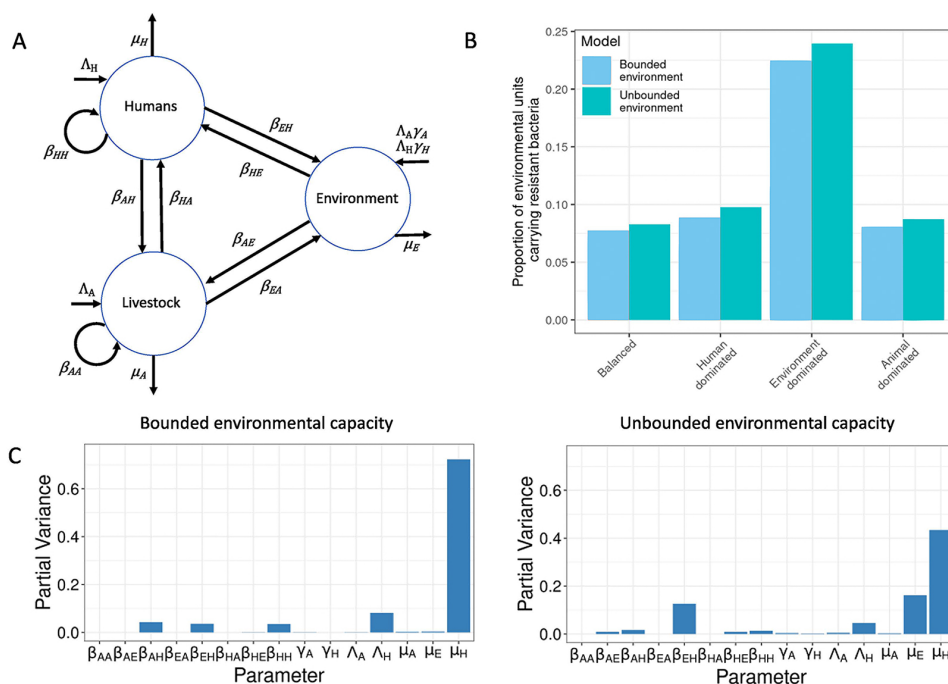 A
μH
ΛH
Humans
βHH
βEH
βHE
ΛAγA
ΛHγH
Environment
μE
βAH
βHA
βAE
βEA
ΛA
Livestock
βAA
μA
B
Proportion of environmental units
carrying resistant bacteria
0.25
0.20
0.15
0.10
0.05
0.00
Model
Bounded
environment
Unbounded
environment
Balanced
Human
dominated
Environment
dominated
Animal
dominated
C
Bounded environmental capacity
Partial Variance
0.6
0.4
0.2
0.0
βAA βAE βAH βEA βEH βHA βHE βHH γA γH ΛA ΛH μA μE μH
Parameter
Unbounded environmental capacity
Partial Variance
0.6
0.4
0.2
0.0
βAA βAE βAH βEA βEH βHA βHE βHH γA γH ΛA ΛH μA μE μH
Parameter